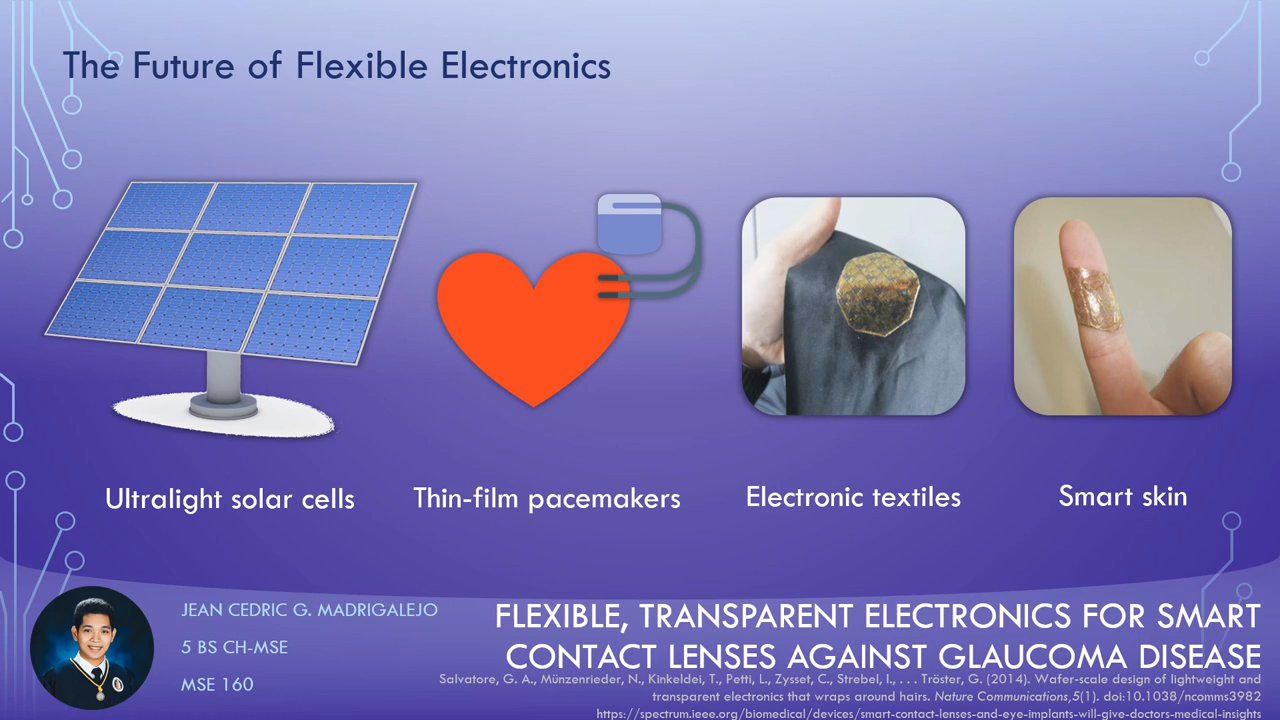 The Future of Flexible Electronics
Ultralight solar cells
Thin-film pacemakers
Electronic textiles
Smart skin
JEAN CEDRIC G. MADRIGALEJO
5 BS CH-MSE
MSE 160
FLEXIBLE, TRANSPARENT ELECTRONICS FOR SMART
CONTACT LENSES AGAINST GLAUCOMA DISEASE
Salvatore, G. A., Münzenrieder, N., Kinkeldei, T., Petti, L., Zysset, C., Strebel, I., . . . Tröster, G. (2014). Wafer-scale design of lightweight and
transparent electronics that wraps around hairs. Nature Communications,5(1). doi:10.1038/ncomms3982
https://spectrum.ieee.org/biomedical/devices/smart-contact-lenses-and-eye-implants-will-give-doctors-medical-insights